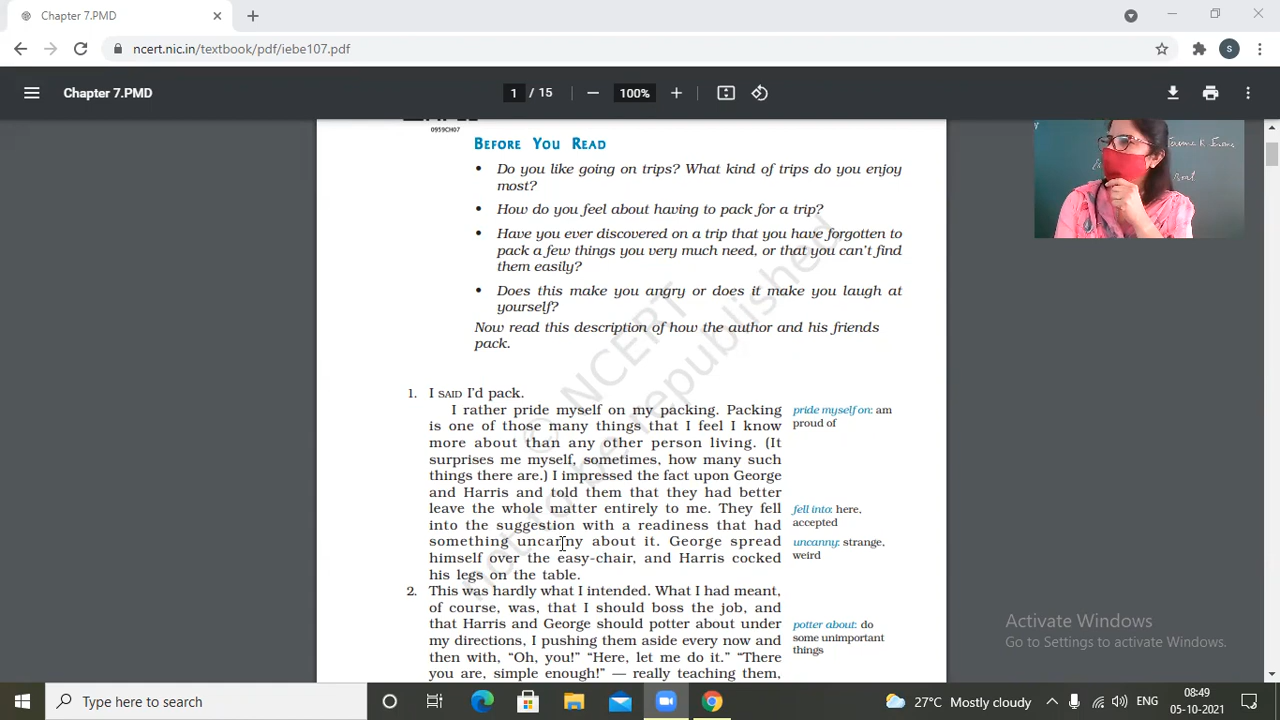 Chapter 7.PMD
ncert.nic.in/textbook/pdf/iebe107.pdf
S
Chapter 7.PMD
1 / 15
100%
0959CH07
BEFORE YOU READ
• Do you like going on trips? What kind of trips do you enjoy
most?
• How do you feel about having to pack for a trip?
• Have you ever discovered on a trip that you have forgotten to
pack a few things you very much need, or that you can't find
them easily?
• Does this make you angry or does it make you laugh at
yourself?
Now read this description of how the author and his friends
pack.
© NCERT
not to be republished
1. I SAID I'd pack.
I rather pride myself on my packing. Packing
is one of those many things that I feel I know
more about than any other person living. (It
surprises me myself, sometimes, how many such
things there are.) I impressed the fact upon George
and Harris and told them that they had better
leave the whole matter entirely to me. They fell
into the suggestion with a readiness that had
something uncanny about it. George spread
himself over the easy-chair, and Harris cocked
his legs on the table.
2. This was hardly what I intended. What I had meant,
of course, was, that I should boss the job, and
that Harris and George should potter about under
my directions, I pushing them aside every now and
then with, “Oh, you!” “Here, let me do it.” “There
you are, simple enough!” — really teaching them,
pride myself on: am
proud of
fell into: here,
accepted
uncanny: strange,
weird
potter about: do
some unimportant
things
Activate Windows
Go to Settings to activate Windows.
Type here to search
27°C Mostly cloudy
ENG
08:49
05-10-2021